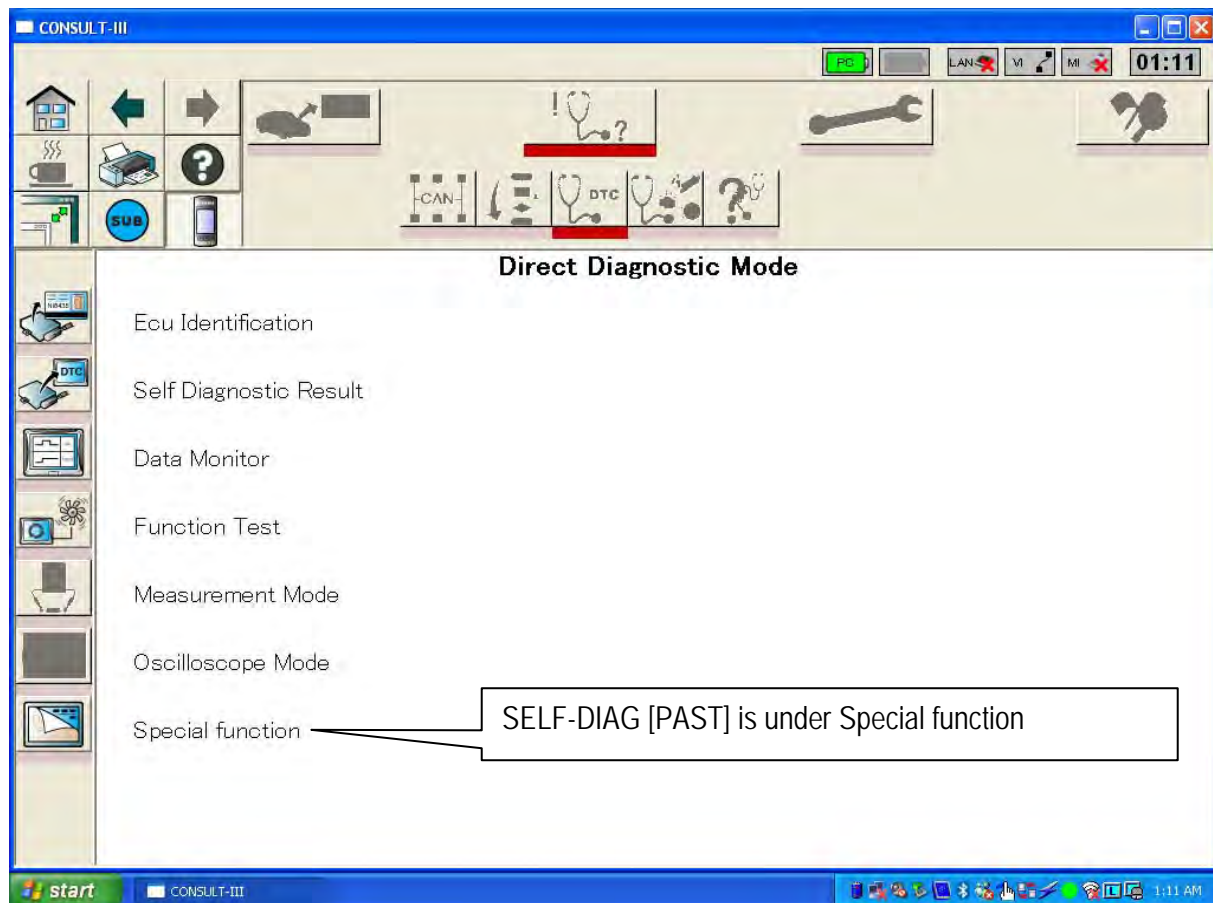 CONSULT-III
PC
LAN
VI
MI
01:11
! ?
?
SUB
-CAN-
DTC
?
Direct Diagnostic Mode
Ecu Identification
DTC
Self Diagnostic Result
Data Monitor
Function Test
Measurement Mode
Oscilloscope Mode
Special function
SELF-DIAG [PAST] is under Special function
start
CONSULT-III
L
1:11 AM